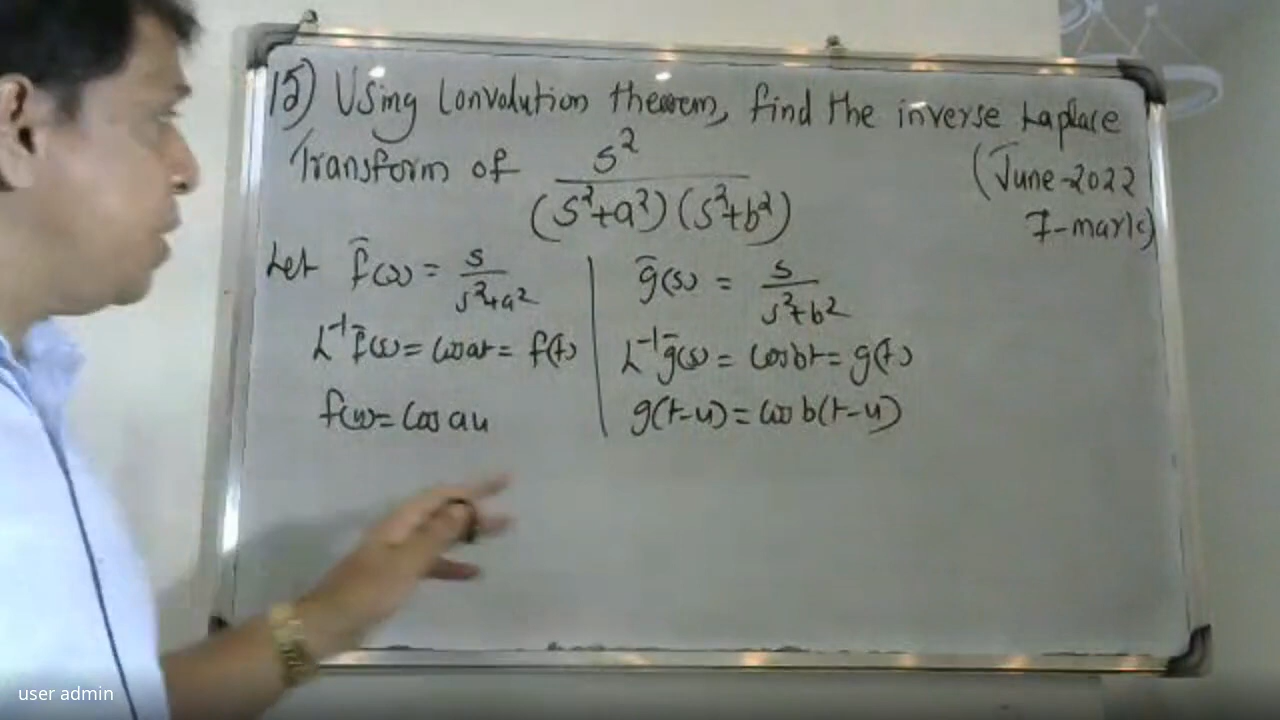 15) Using Convolution theorem, find the inverse Laplace
Transform of s²/((s²+a²)(s²+b²)) (June-2022
7-marks)
Let f̄(s) = s/(s²+a²) | ḡ(s) = s/(s²+b²)
L⁻¹f̄(s) = cos at = f(t) | L⁻¹ḡ(s) = cos bt = g(t)
f(u) = cos au | g(t-u) = cos b(t-u)
user admin